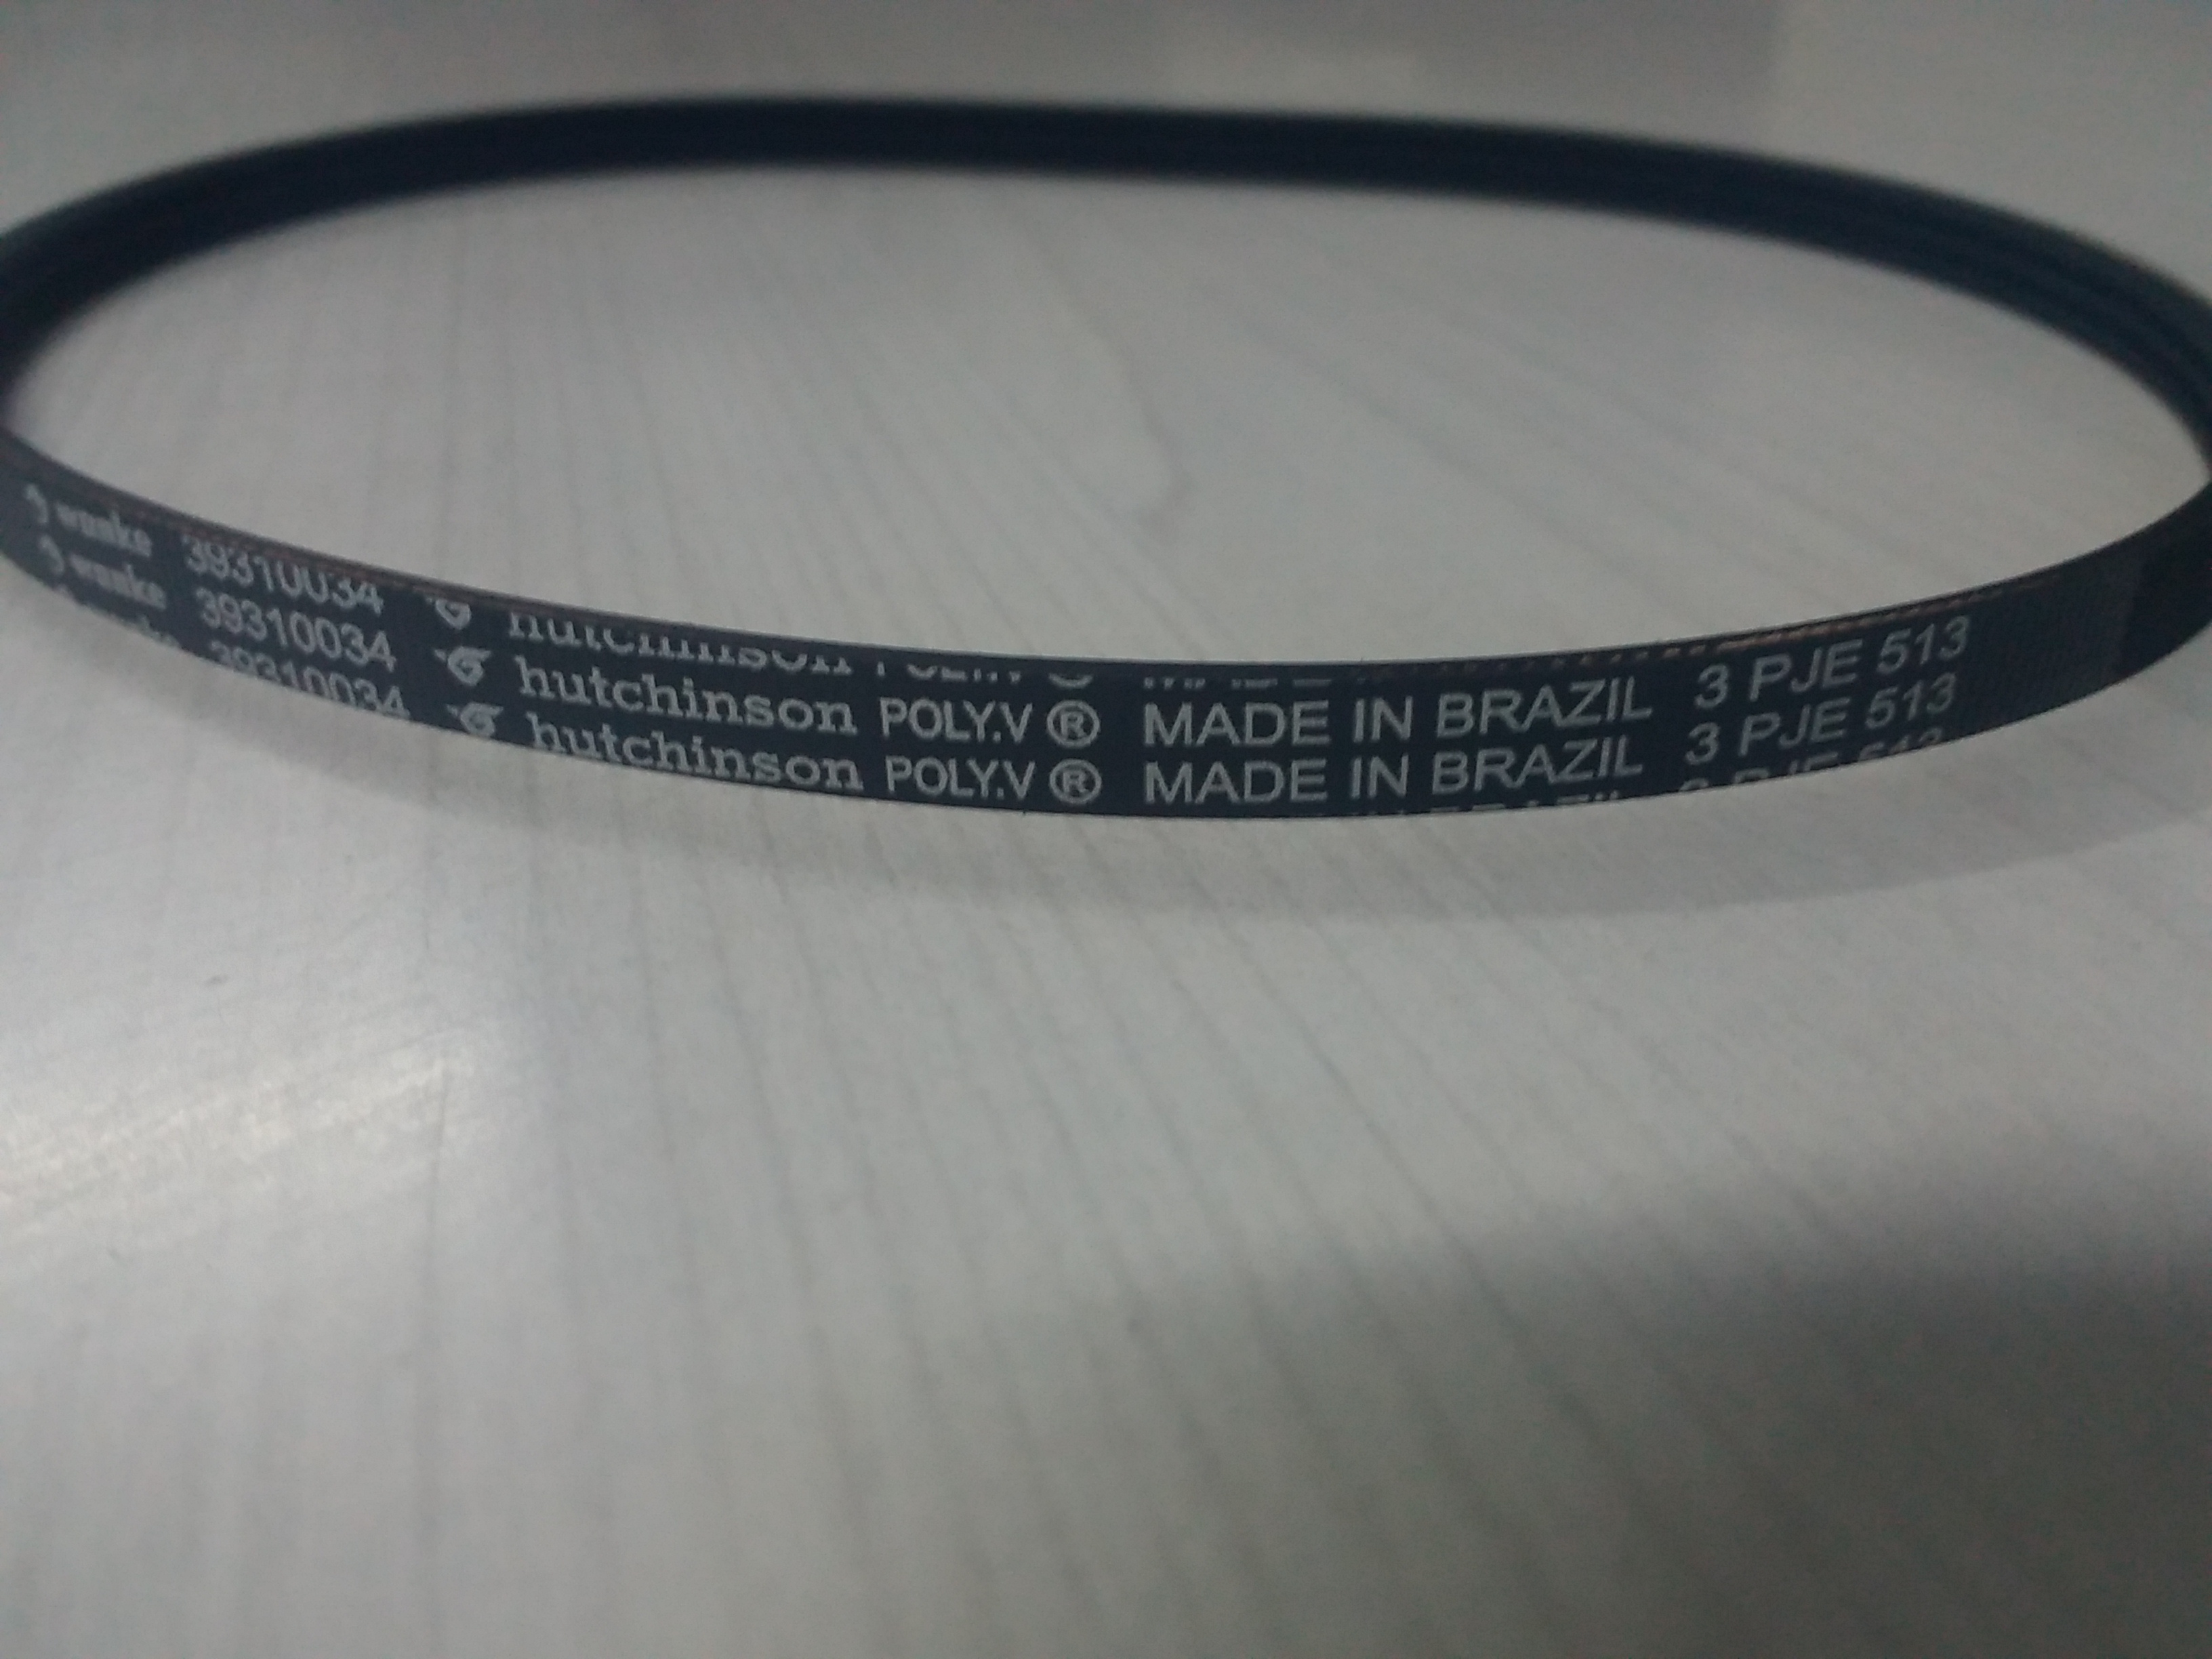 wanke 39310034
wanke 39310034 hutchinson POLY.V ® MADE IN BRAZIL 3 PJE 513
39310034 hutchinson POLY.V ® MADE IN BRAZIL 3 PJE 513